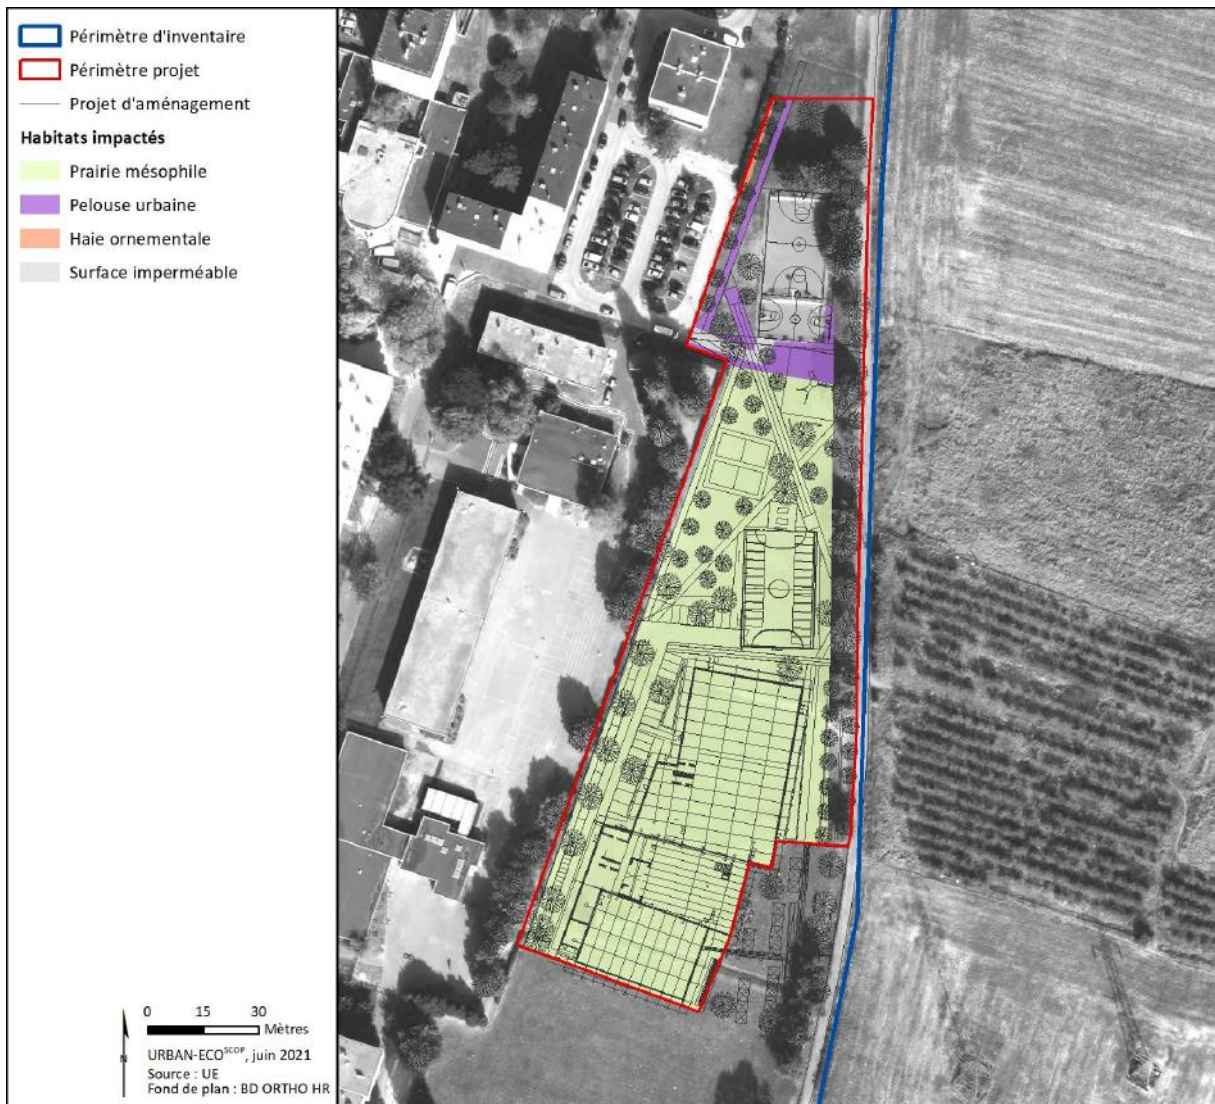 Périmètre d'inventaire
Périmètre projet
Projet d'aménagement
Habitats impactés
Prairie mésophile
Pelouse urbaine
Haie ornementale
Surface imperméable
0 15 30
Mètres
N
URBAN-ECOSCOP, juin 2021
Source : UE
Fond de plan : BD ORTHO HR